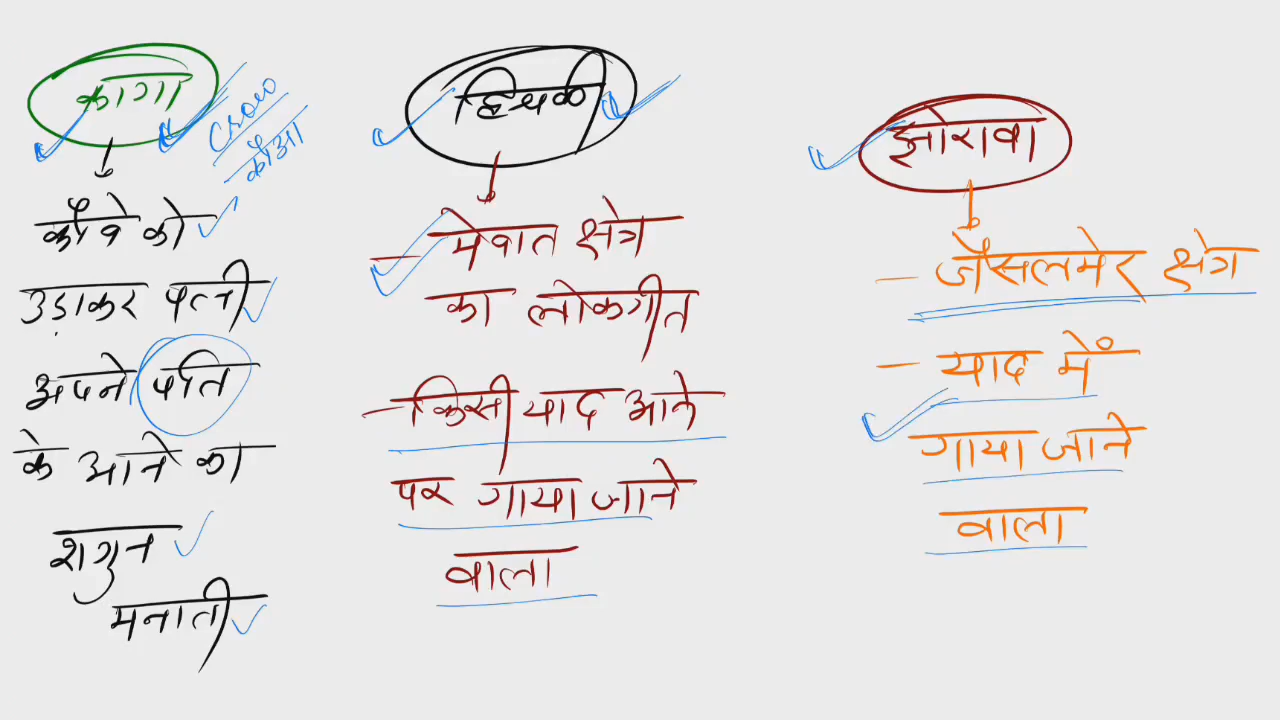 कागा
Crow
कौआ
कौवे को
उड़ाकर पत्नी
अपने पति
के आने का
शगुन
मनाती
हिचकी
- मेवात क्षेत्र
का लोकगीत
- किसी याद आने
पर गाया जाने
वाला
झोरावा
- जैसलमेर क्षेत्र
- याद में
गाया जाने
वाला